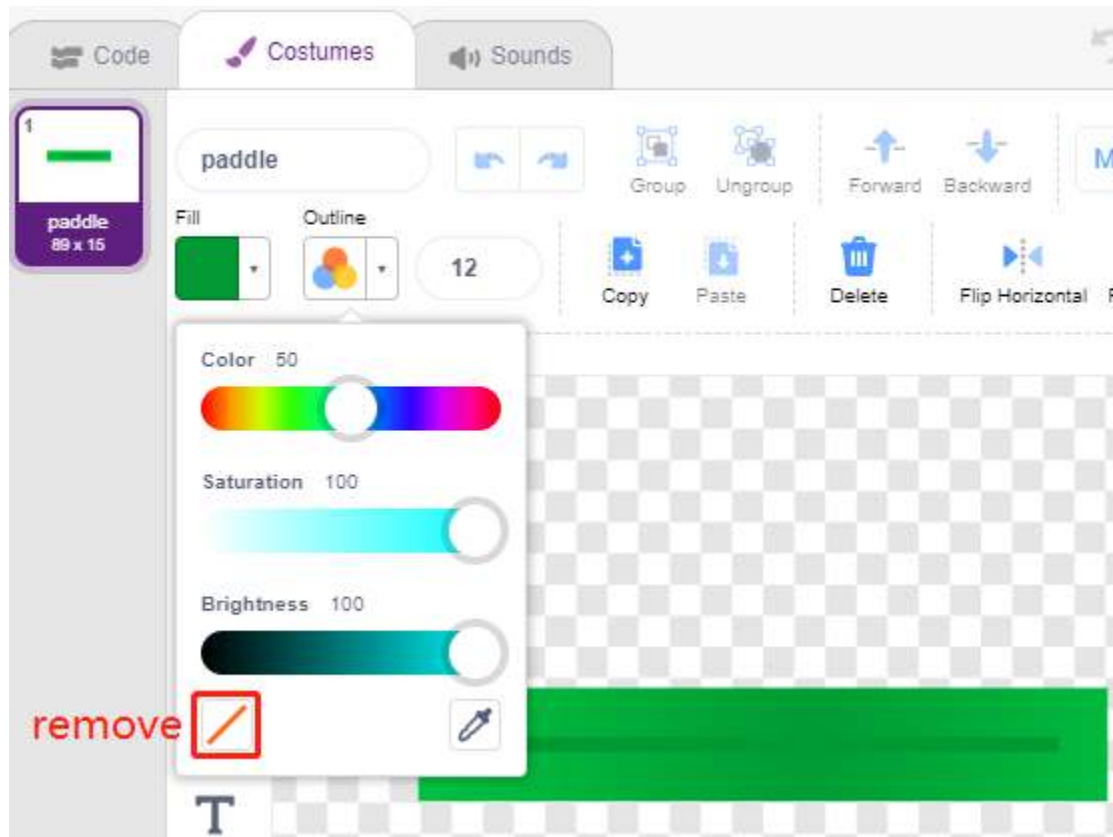 Code
Costumes
Sounds
1
paddle
Group
Ungroup
Forward
Backward
M
paddle
89 x 15
Fill
Outline
12
Copy
Paste
Delete
Flip Horizontal
Color 50
Saturation 100
Brightness 100
remove
T